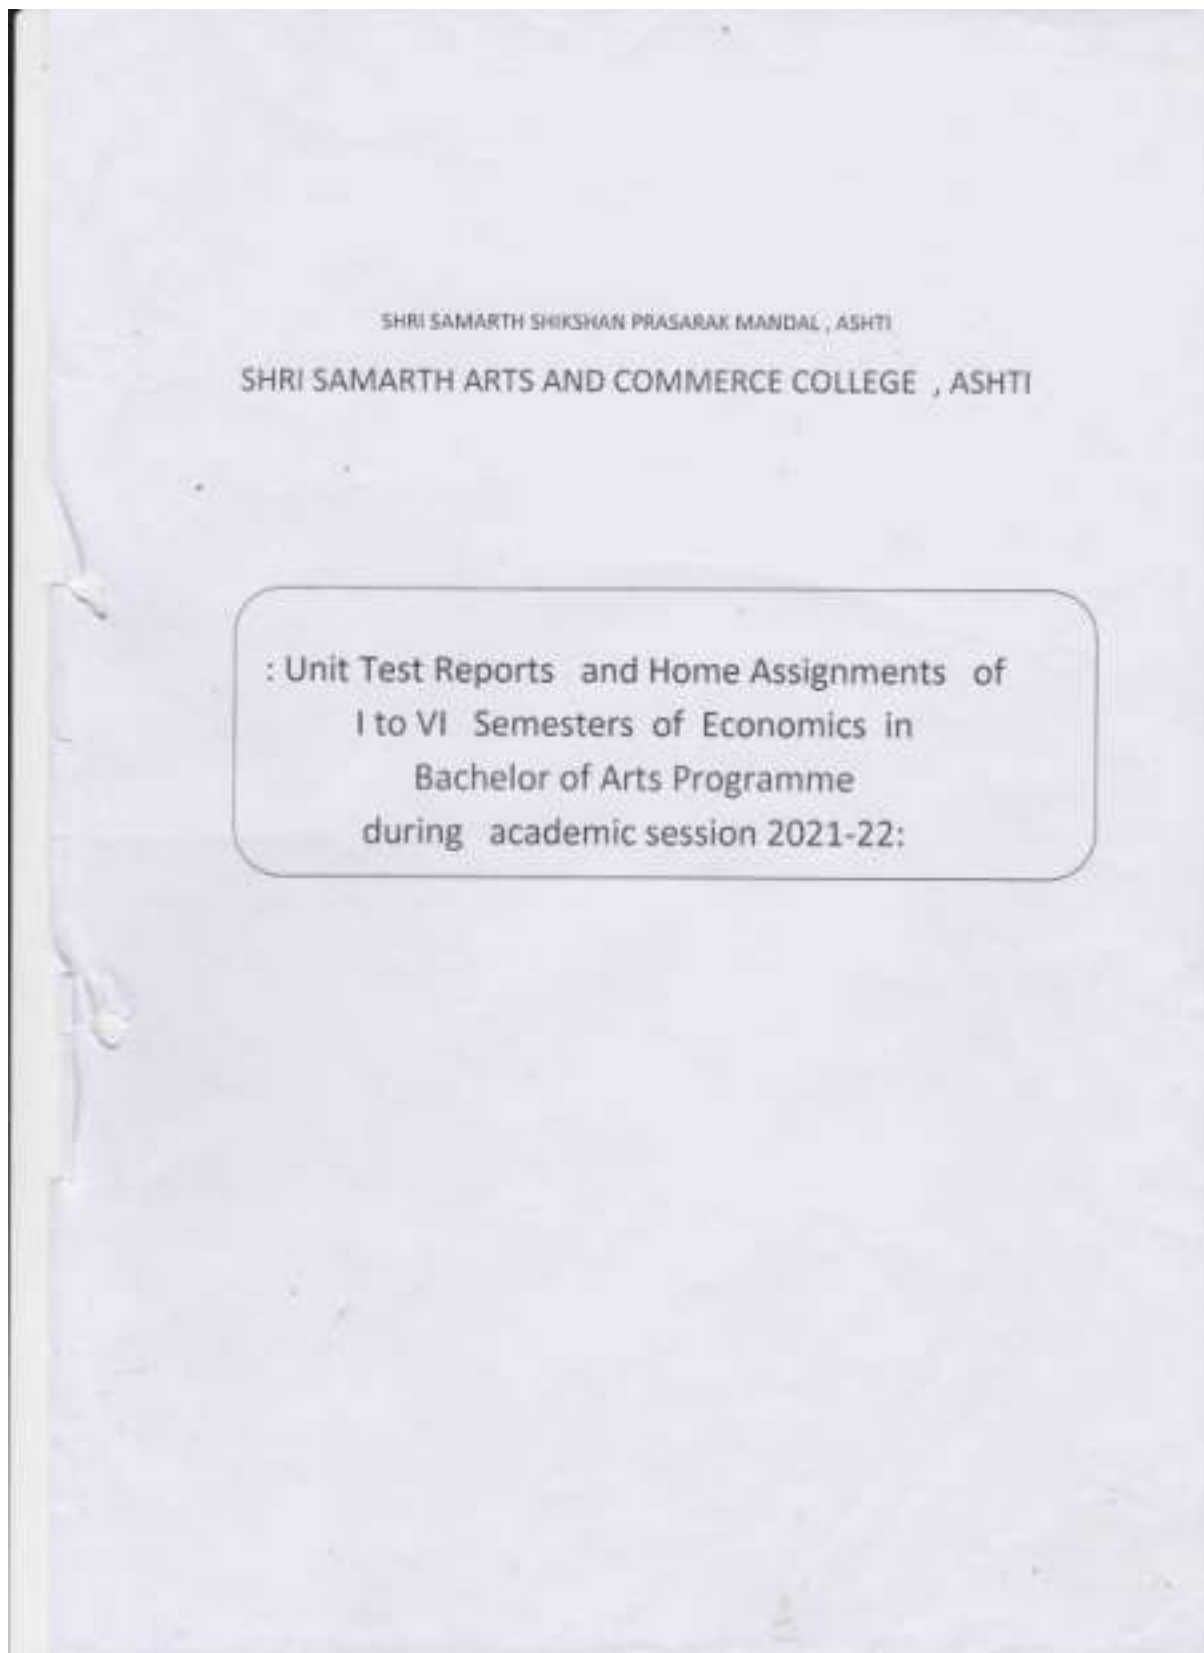 SHRI SAMARTH SHIKSHAN PRASARAK MANDAL , ASHTI
SHRI SAMARTH ARTS AND COMMERCE COLLEGE , ASHTI
: Unit Test Reports and Home Assignments of
I to VI Semesters of Economics in
Bachelor of Arts Programme
during academic session 2021-22: